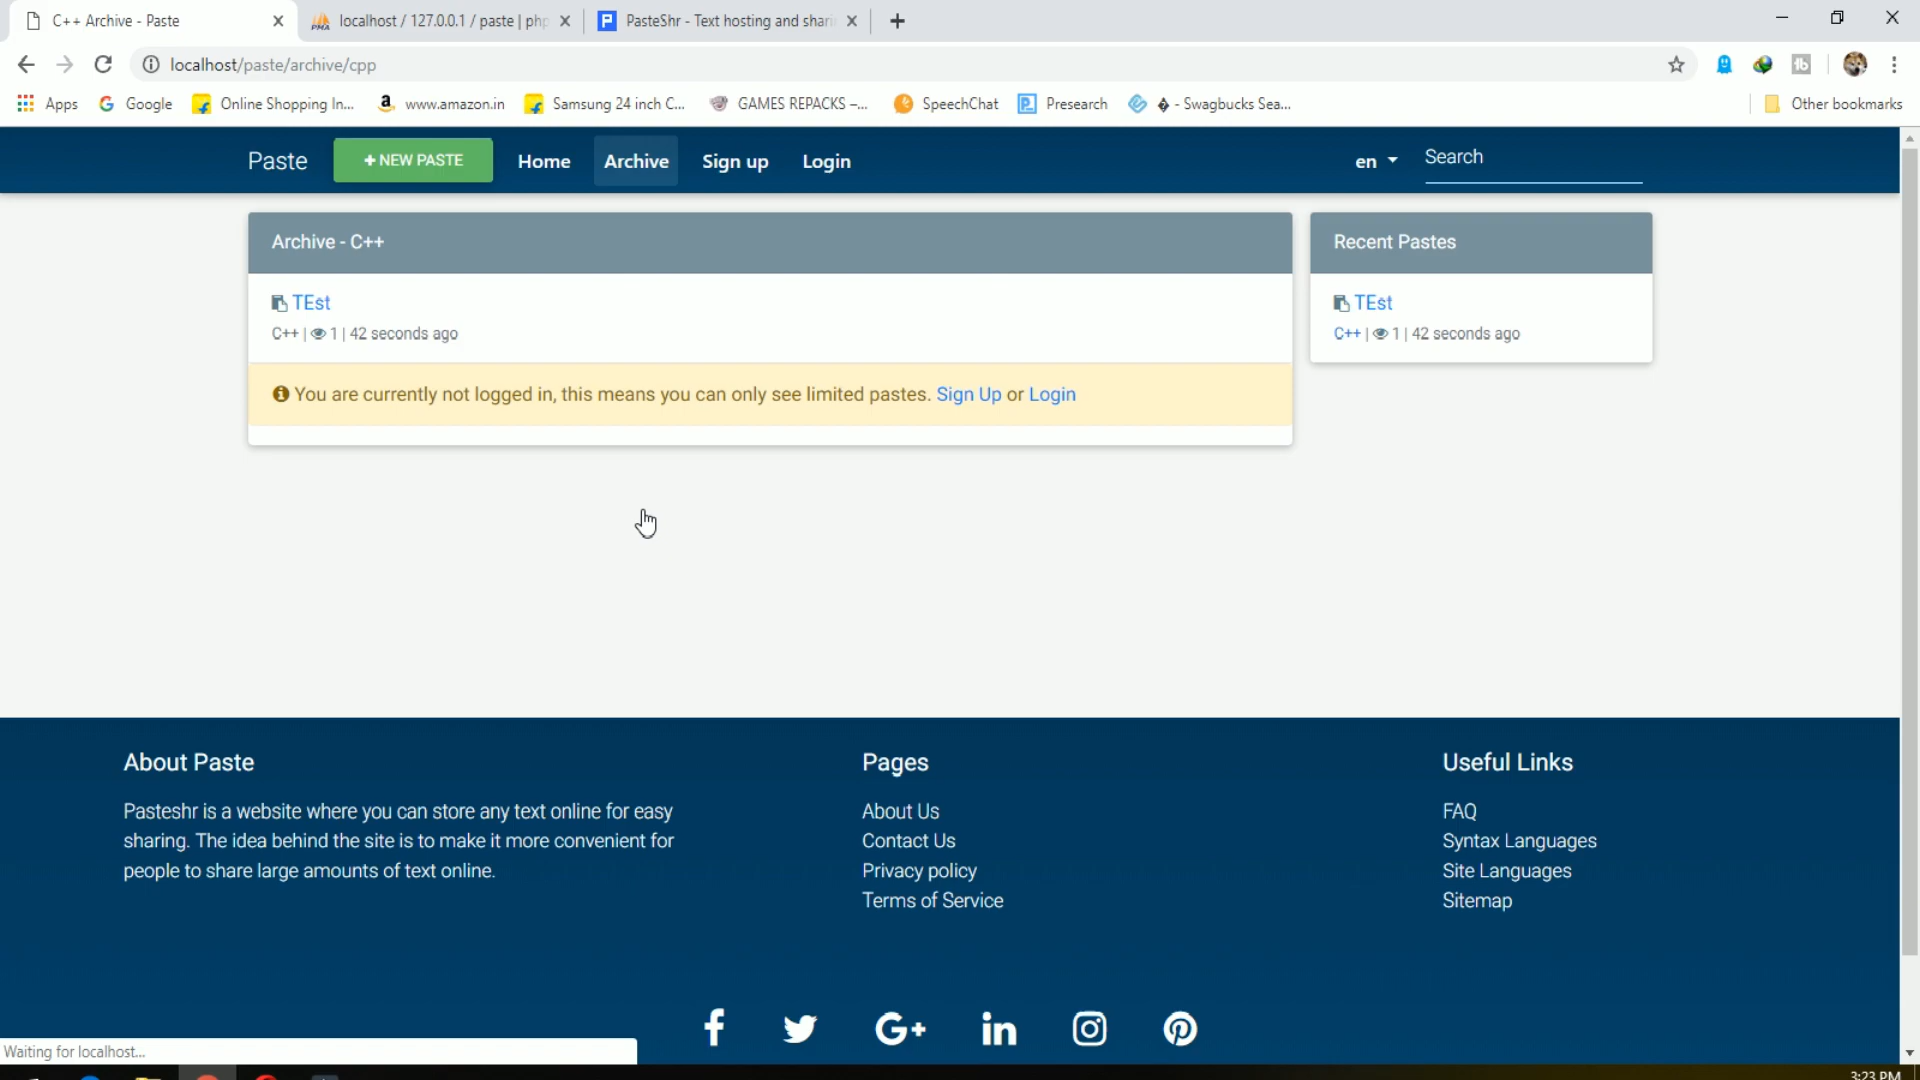 C++ Archive - Paste
localhost / 127.0.0.1 / paste | php
PasteShr - Text hosting and shari
localhost/paste/archive/cpp
Apps
Google
Online Shopping In...
www.amazon.in
Samsung 24 inch C...
GAMES REPACKS –...
SpeechChat
Presearch
� - Swagbucks Sea...
Other bookmarks
Paste
+ NEW PASTE
Home
Archive
Sign up
Login
en
Search
Archive - C++
TEst
C++ | 1 | 42 seconds ago
You are currently not logged in, this means you can only see limited pastes. Sign Up or Login
Recent Pastes
TEst
C++ | 1 | 42 seconds ago
About Paste
Pasteshr is a website where you can store any text online for easy
sharing. The idea behind the site is to make it more convenient for
people to share large amounts of text online.
Pages
About Us
Contact Us
Privacy policy
Terms of Service
Useful Links
FAQ
Syntax Languages
Site Languages
Sitemap
Waiting for localhost...
3:23 PM